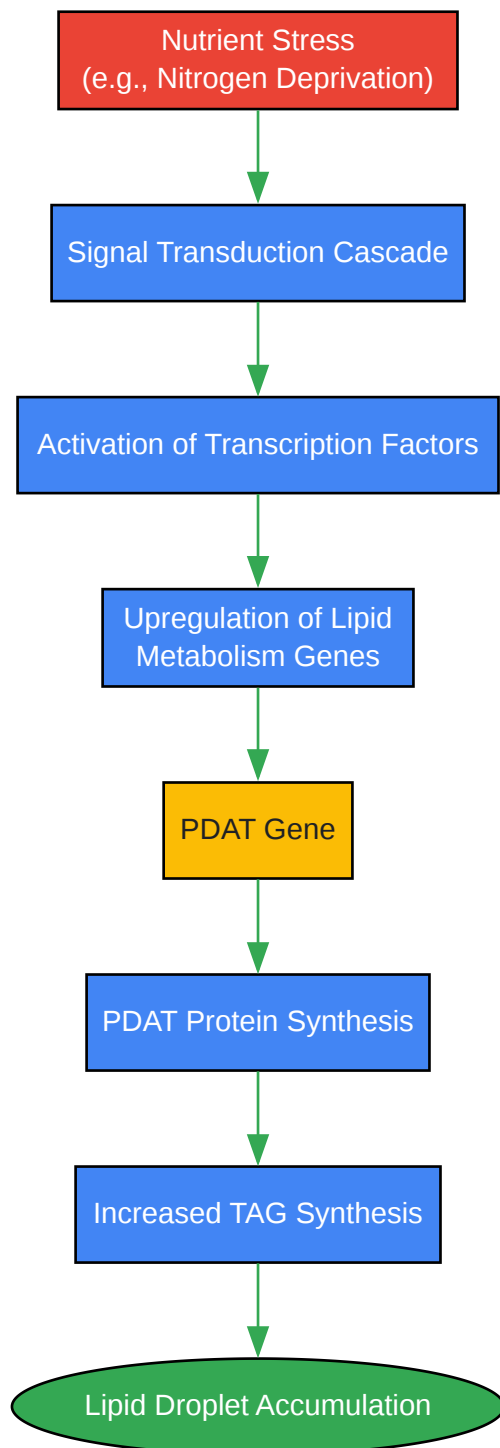 Nutrient Stress
(e.g., Nitrogen Deprivation)
Signal Transduction Cascade
Activation of Transcription Factors
Upregulation of Lipid
Metabolism Genes
PDAT Gene
PDAT Protein Synthesis
Increased TAG Synthesis
Lipid Droplet Accumulation